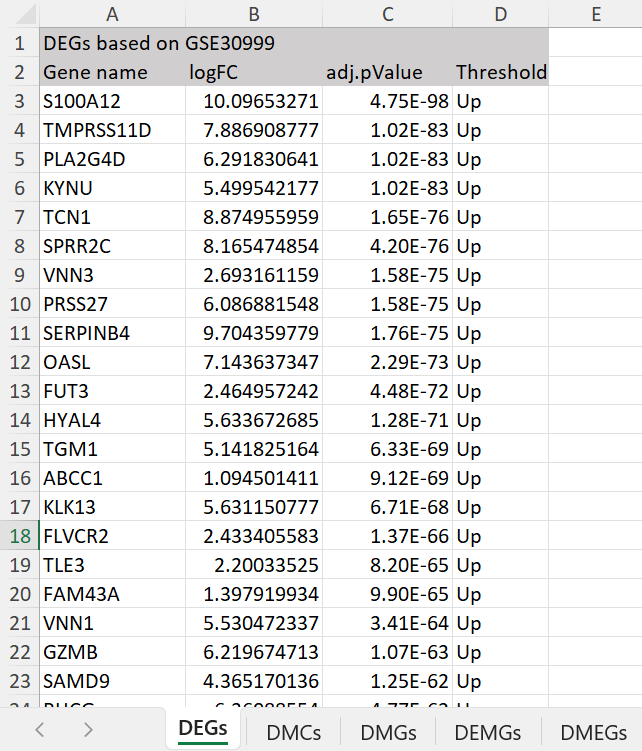 A B C D E
1 DEGs based on GSE30999
2 Gene name logFC adj.pValue Threshold
3 S100A12 10.09653271 4.75E-98 Up
4 TMPRSS11D 7.886908777 1.02E-83 Up
5 PLA2G4D 6.291830641 1.02E-83 Up
6 KYNU 5.499542177 1.02E-83 Up
7 TCN1 8.874955959 1.65E-76 Up
8 SPRR2C 8.165474854 4.20E-76 Up
9 VNN3 2.693161159 1.58E-75 Up
10 PRSS27 6.086881548 1.58E-75 Up
11 SERPINB4 9.704359779 1.76E-75 Up
12 OASL 7.143637347 2.29E-73 Up
13 FUT3 2.464957242 4.48E-72 Up
14 HYAL4 5.633672685 1.28E-71 Up
15 TGM1 5.141825164 6.33E-69 Up
16 ABCC1 1.094501411 9.12E-69 Up
17 KLK13 5.631150777 6.71E-68 Up
18 FLVCR2 2.433405583 1.37E-66 Up
19 TLE3 2.20033525 8.20E-65 Up
20 FAM43A 1.397919934 9.90E-65 Up
21 VNN1 5.530472337 3.41E-64 Up
22 GZMB 6.219674713 1.07E-63 Up
23 SAMD9 4.365170136 1.25E-62 Up
DEGs DMCs DMGs DEMGs DMEGs